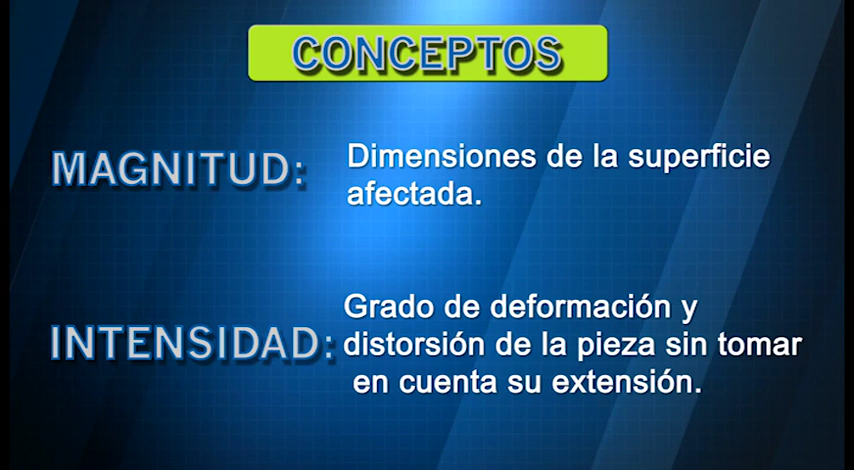 CONCEPTOS
MAGNITUD:
Dimensiones de la superficie
afectada.
INTENSIDAD:
Grado de deformación y
distorsión de la pieza sin tomar
en cuenta su extensión.